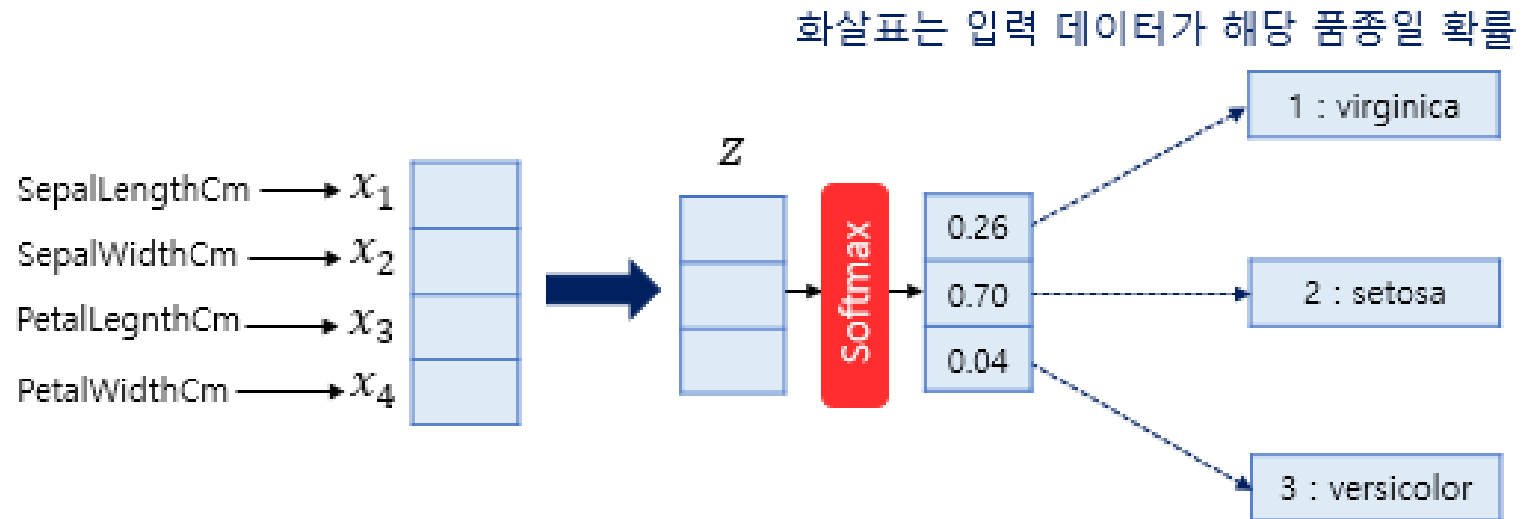 화살표는 입력 데이터가 해당 품종일 확률
SepalLengthCm x1
SepalWidthCm x2
PetalLegnthCm x3
PetalWidthCm x4
z
Softmax
0.26
0.70
0.04
1 : virginica
2 : setosa
3 : versicolor